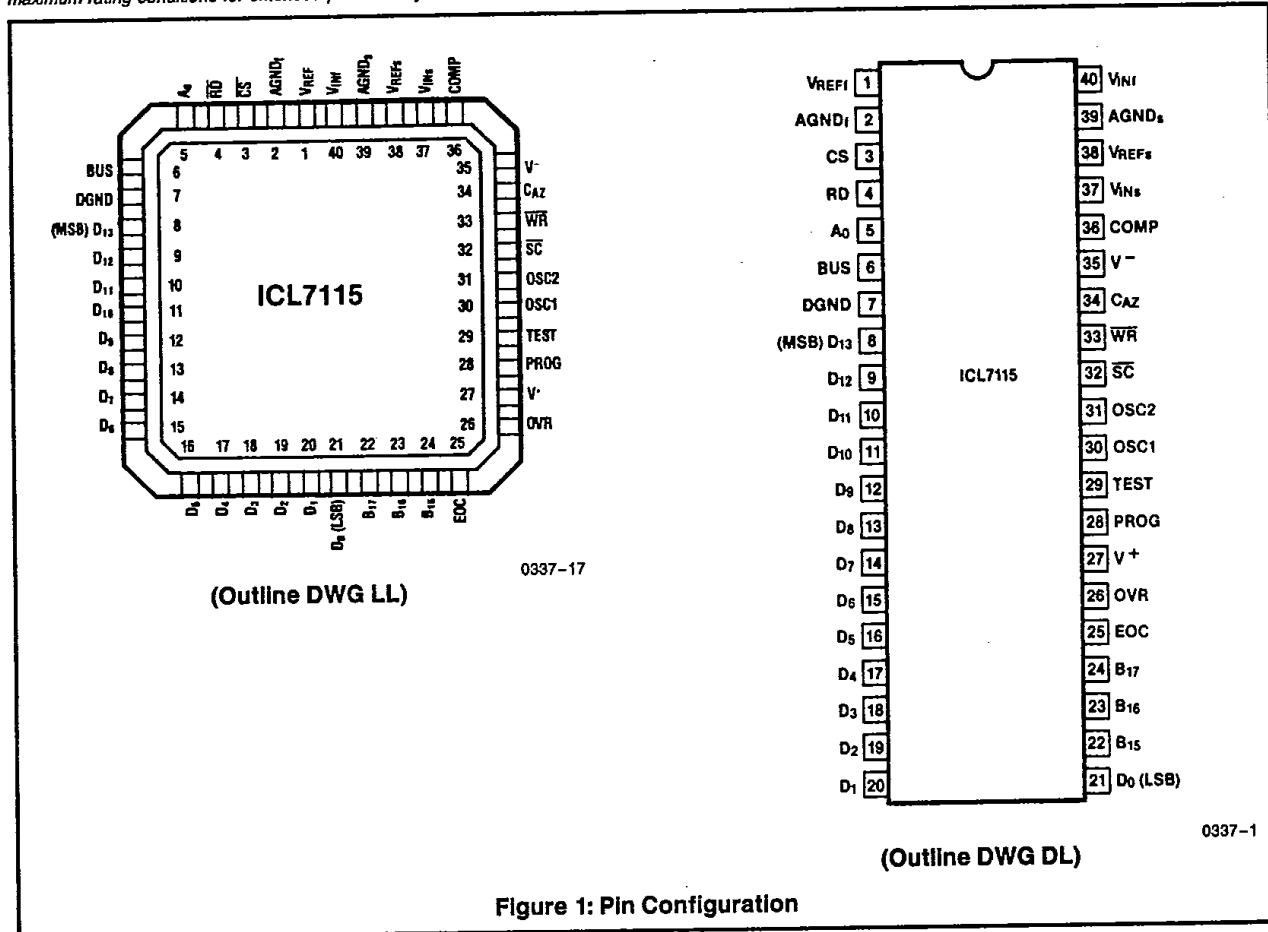 maximum rating conditions for
A₀ R̅D̅ C̅S̅ AGNDf VREF VINf AGNDs VREFs VINs COMP
5 4 3 2 1 40 39 38 37 36
BUS 6 35 V⁻
DGND 7 34 CAZ
(MSB) D13 8 33 W̅R̅
D12 9 32 S̅C̅
D11 10 31 OSC2
D10 11 30 OSC1
D9 12 29 TEST
D8 13 28 PROG
D7 14 27 V⁺
D6 15 26 OVR
ICL7115
16 17 18 19 20 21 22 23 24 25
D5 D4 D3 D2 D1 D0 (LSB) B17 B16 B15 EOC
0337-17
(Outline DWG LL)
VREFf 1 40 VINf
AGNDf 2 39 AGNDs
CS 3 38 VREFs
RD 4 37 VINs
A0 5 36 COMP
BUS 6 35 V⁻
DGND 7 34 CAZ
(MSB) D13 8 33 W̅R̅
D12 9 32 S̅C̅
D11 10 31 OSC2
D10 11 30 OSC1
D9 12 29 TEST
D8 13 28 PROG
D7 14 27 V⁺
D6 15 26 OVR
D5 16 25 EOC
D4 17 24 B17
D3 18 23 B16
D2 19 22 B15
D1 20 21 D0 (LSB)
ICL7115
0337-1
(Outline DWG DL)
Figure 1: Pin Configuration